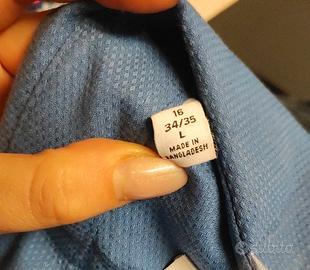 16
34/35
L
MADE IN
BANGLADESH
subito